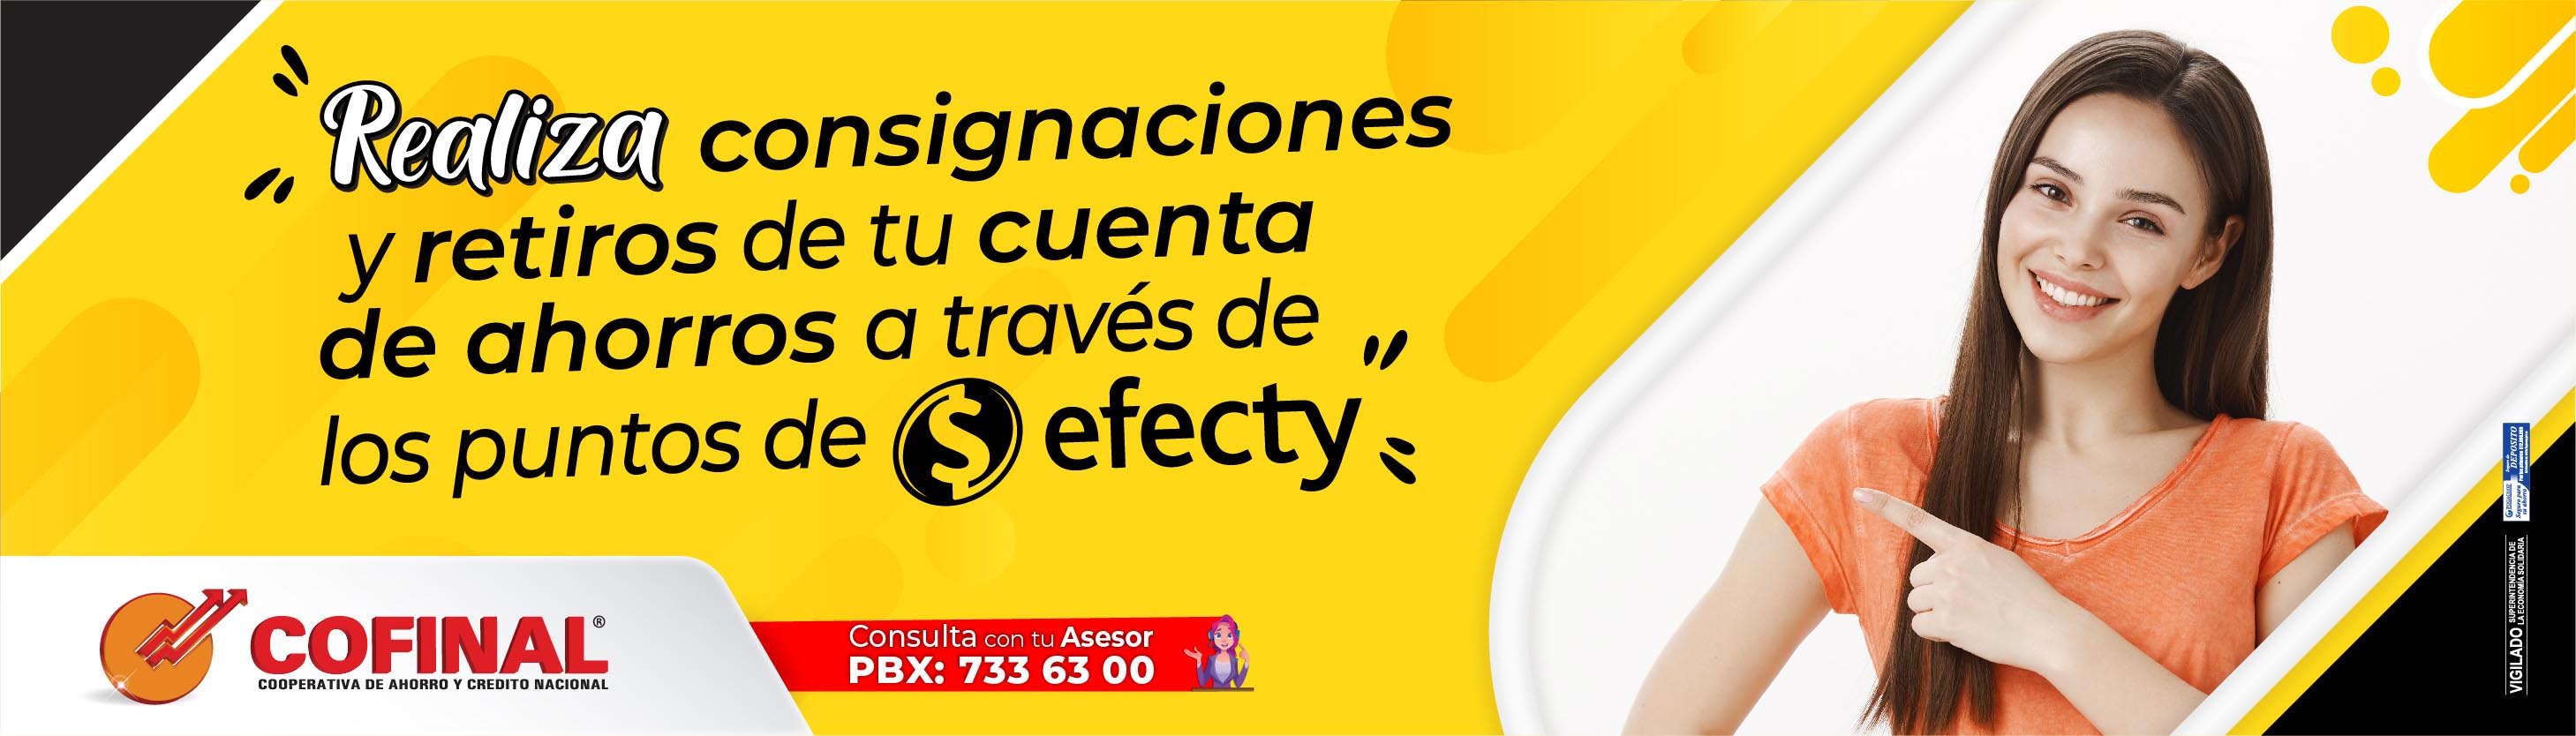 Realiza consignaciones
y retiros de tu cuenta
de ahorros a través de
los puntos de $ efecty
COFINAL®
COOPERATIVA DE AHORRO Y CREDITO NACIONAL
Consulta con tu Asesor
PBX: 733 63 00
VIGILADO SUPERINTENDENCIA DE
LA ECONOMÍA SOLIDARIA